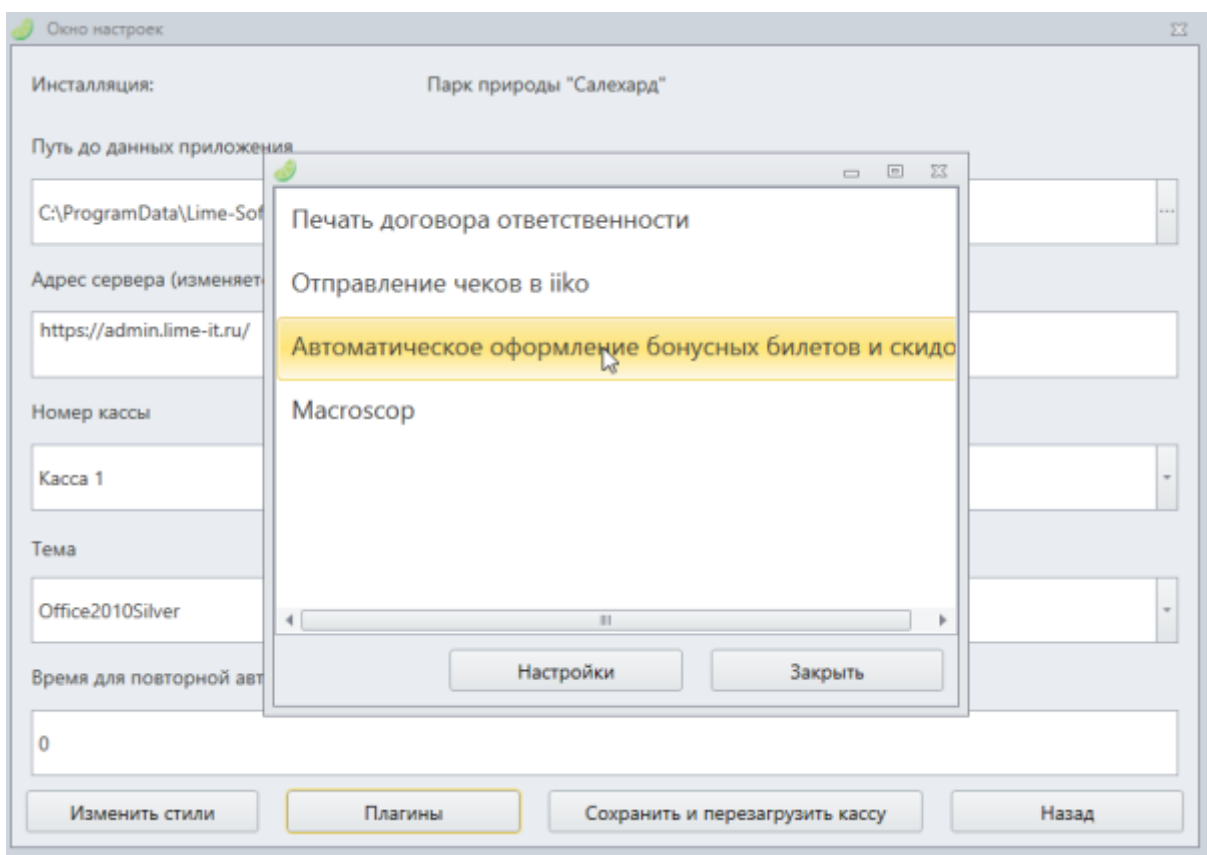 Окно настроек
Инсталляция: Парк природы "Салехард"
Путь до данных приложения
C:\ProgramData\Lime-Sof
...
Адрес сервера (изменяет
https://admin.lime-it.ru/
Номер кассы
Касса 1
Тема
Office2010Silver
Время для повторной авт
0
Печать договора ответственности
Отправление чеков в iiko
Автоматическое оформление бонусных билетов и скидо
Macroscop
Настройки Закрыть
Изменить стили Плагины Сохранить и перезагрузить кассу Назад